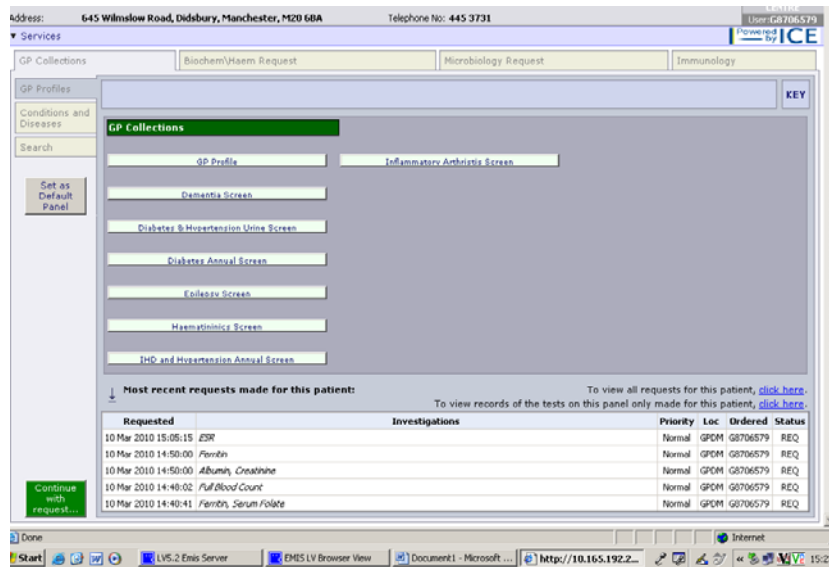 Address: 645 Wilmslow Road, Didsbury, Manchester, M20 6BA Telephone No: 445 3731 User:G8706579
CENTRE
▼ Services Powered by ICE
GP Collections Biochem\Haem Request Microbiology Request Immunology
GP Profiles
KEY
Conditions and
Diseases
Search
Set as
Default
Panel
GP Collections
GP Profile Inflammatory Arthristis Screen
Dementia Screen
Diabetes & Hypertension Urine Screen
Diabetes Annual Screen
Epilepsy Screen
Haematininics Screen
IHD and Hypertension Annual Screen
Most recent requests made for this patient: To view all requests for this patient, click here.
To view records of the tests on this panel only made for this patient, click here.
Requested Investigations Priority Loc Ordered Status
10 Mar 2010 15:05:15 ESR Normal GPDM G8706579 REQ
10 Mar 2010 14:50:00 Ferritin Normal GPDM G8706579 REQ
10 Mar 2010 14:50:00 Albumin, Creatinine Normal GPDM G8706579 REQ
10 Mar 2010 14:48:02 Full Blood Count Normal GPDM G8706579 REQ
10 Mar 2010 14:40:41 Ferritin, Serum Folate Normal GPDM G8706579 REQ
Continue
with
request...
Done Internet
Start LV5.2 Emis Server EMIS LV Browser View Document1 - Microsoft ... http://10.165.192.2... 15:2